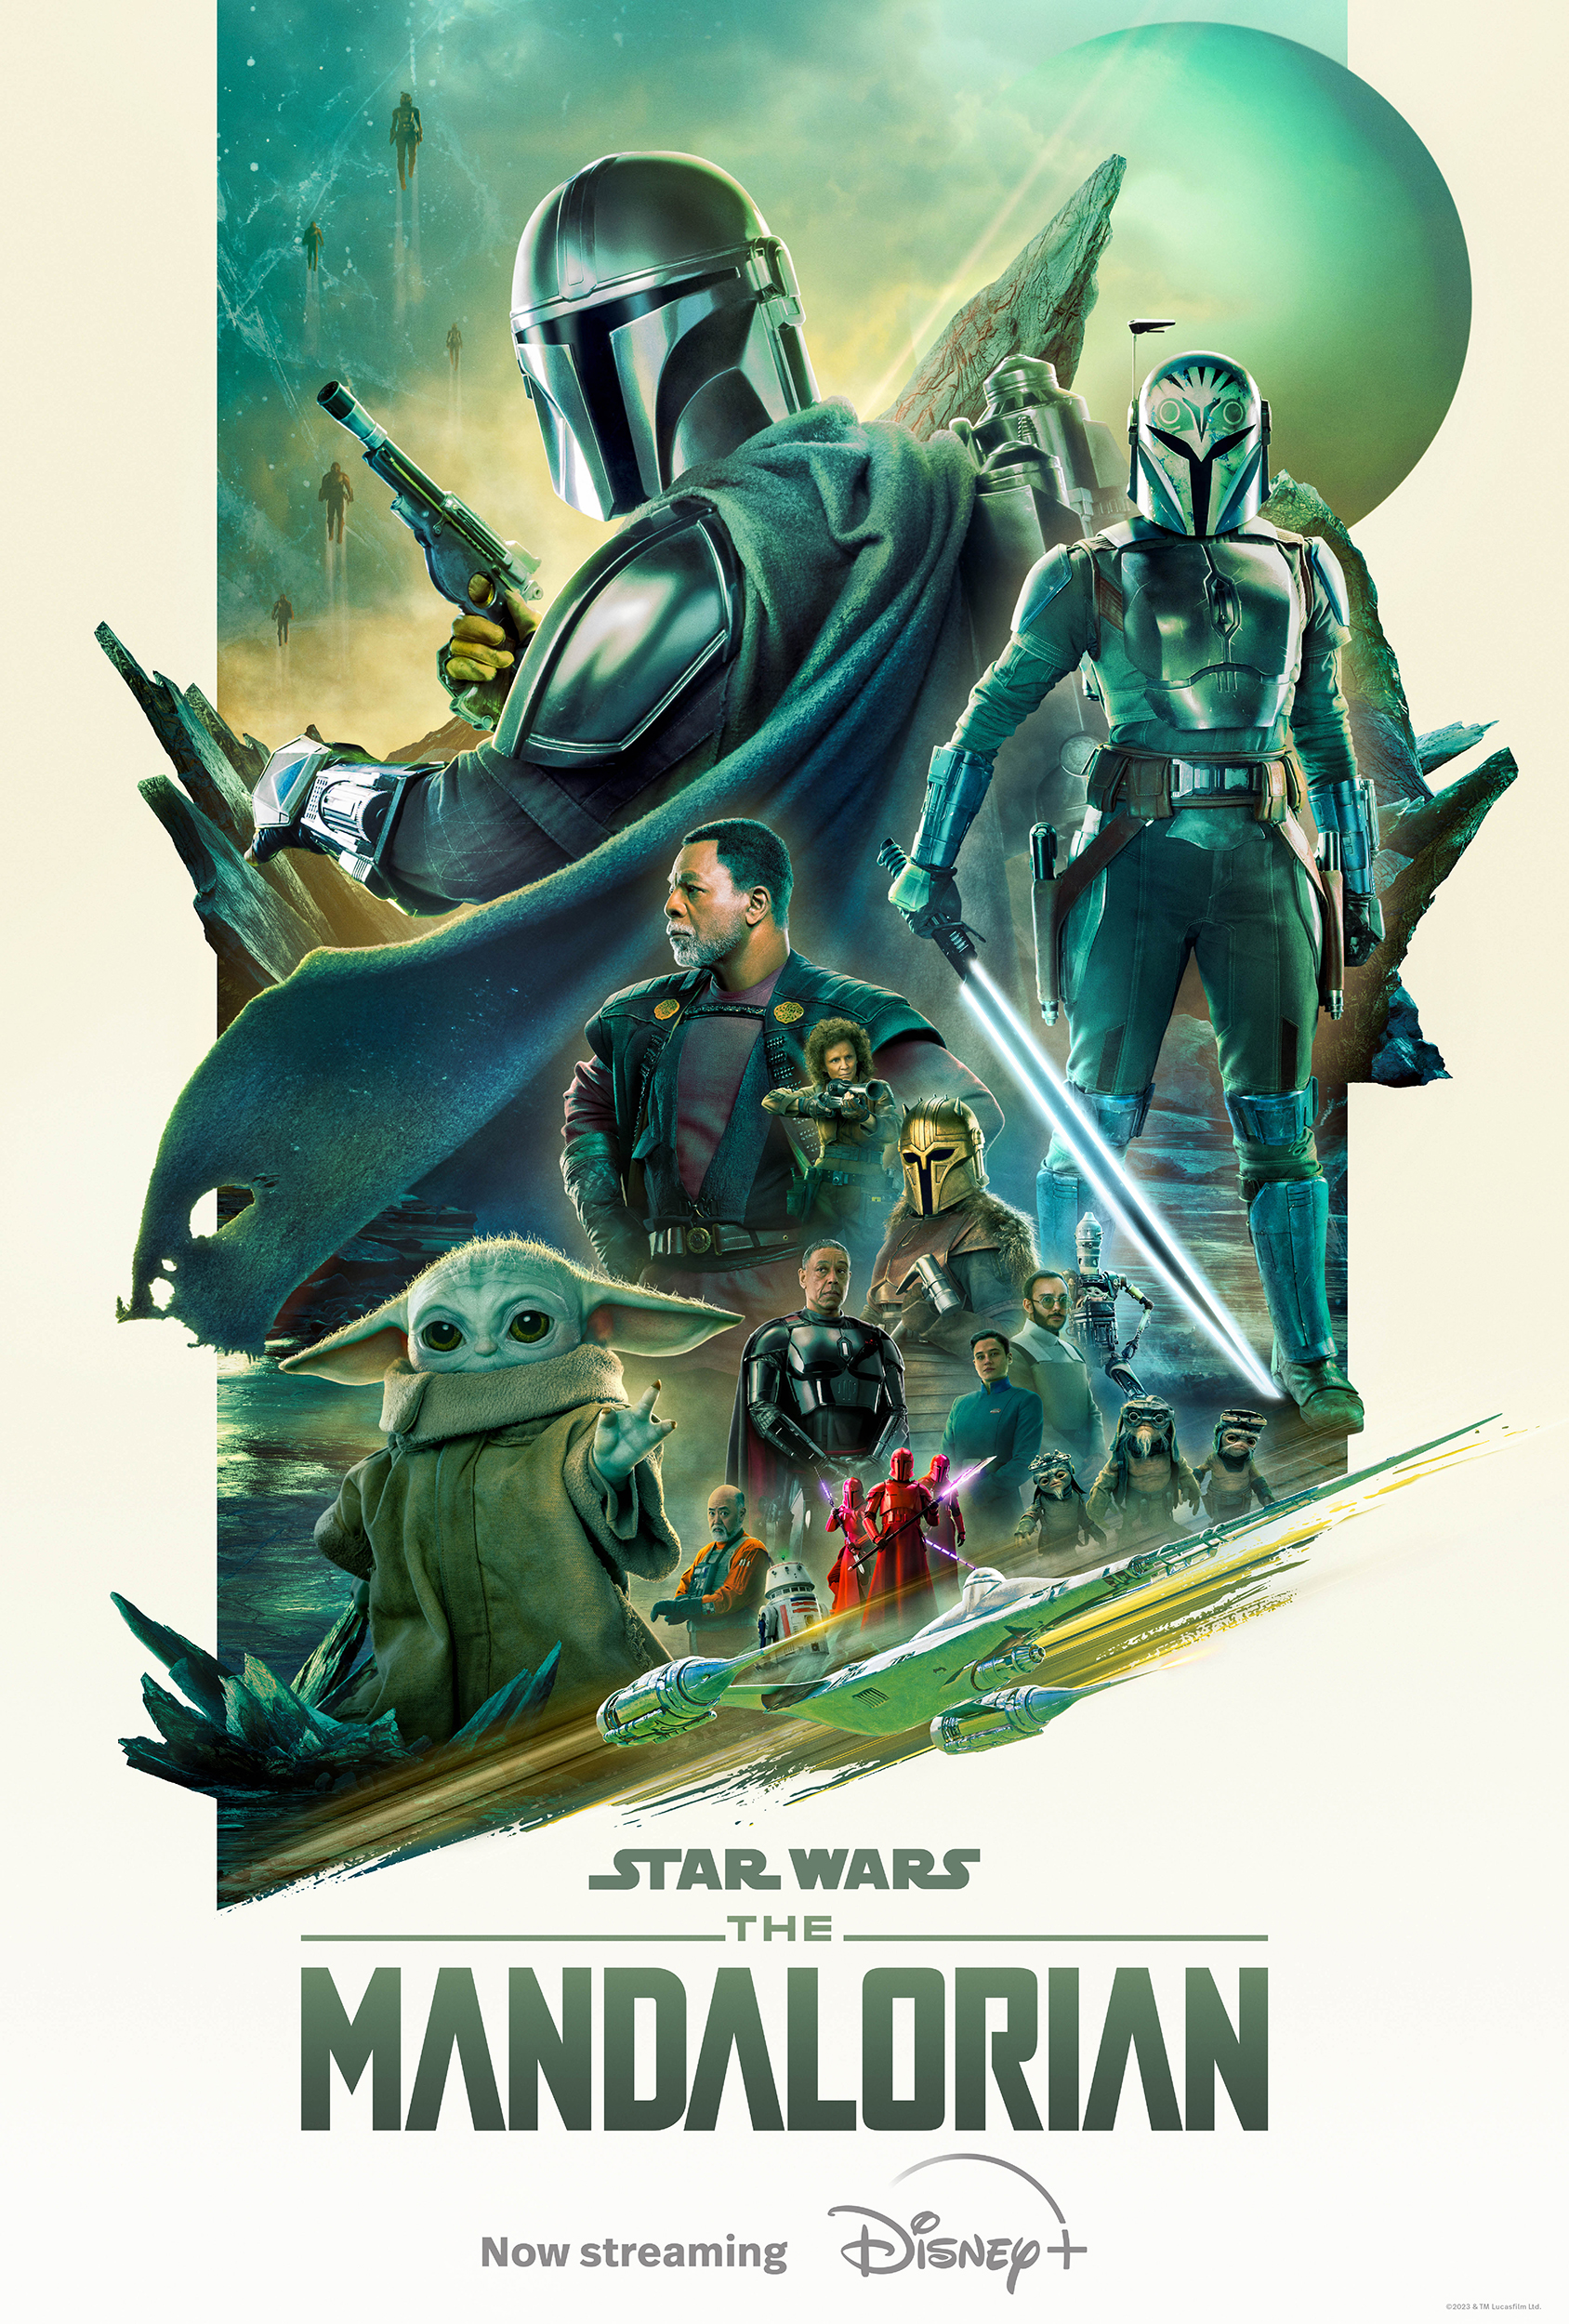 STAR WARS
THE
MANDALORIAN
Now streaming Disney+
©2023 & TM Lucasfilm Ltd.